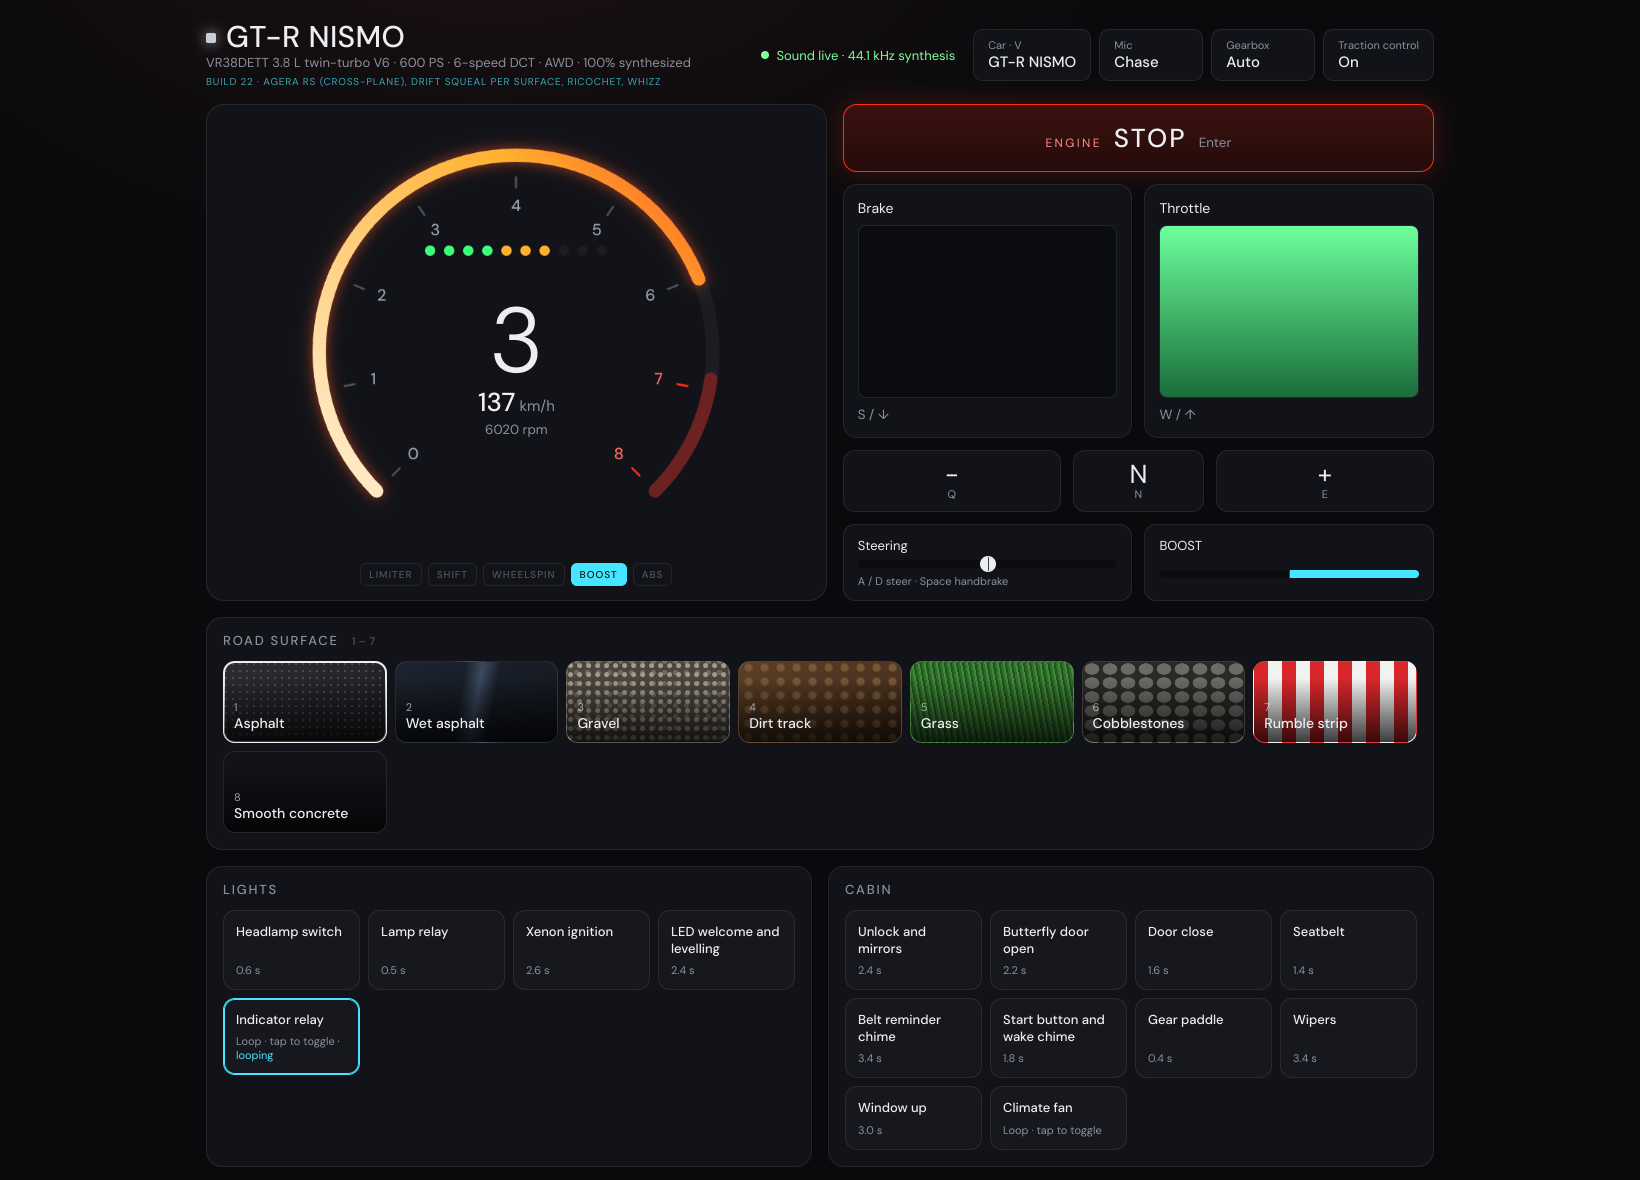 GT-R NISMO
VR38DETT 3.8 L twin-turbo V6 · 600 PS · 6-speed DCT · AWD · 100% synthesized
BUILD 22 · AGERA RS (CROSS-PLANE), DRIFT SQUEAL PER SURFACE, RICOCHET, WHIZZ
Sound live · 44.1 kHz synthesis
Car · V
GT-R NISMO
Mic
Chase
Gearbox
Auto
Traction control
On
0
1
2
3
4
5
6
7
8
3
137 km/h
6020 rpm
LIMITER
SHIFT
WHEELSPIN
BOOST
ABS
ENGINE STOP Enter
Brake
S / ↓
Throttle
W / ↑
−
Q
N
N
+
E
Steering
A / D steer · Space handbrake
BOOST
ROAD SURFACE 1 – 7
1
Asphalt
2
Wet asphalt
3
Gravel
4
Dirt track
5
Grass
6
Cobblestones
7
Rumble strip
8
Smooth concrete
LIGHTS
Headlamp switch
0.6 s
Lamp relay
0.5 s
Xenon ignition
2.6 s
LED welcome and
levelling
2.4 s
Indicator relay
Loop · tap to toggle ·
looping
CABIN
Unlock and
mirrors
2.4 s
Butterfly door
open
2.2 s
Door close
1.6 s
Seatbelt
1.4 s
Belt reminder
chime
3.4 s
Start button and
wake chime
1.8 s
Gear paddle
0.4 s
Wipers
3.4 s
Window up
3.0 s
Climate fan
Loop · tap to toggle